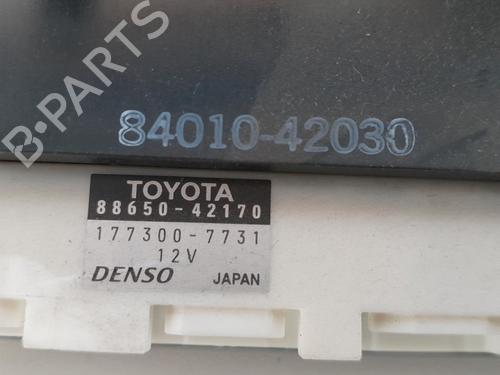 B-PARTS
84010-42030
TOYOTA
88650-42170
177300-7731
12V
DENSO JAPAN